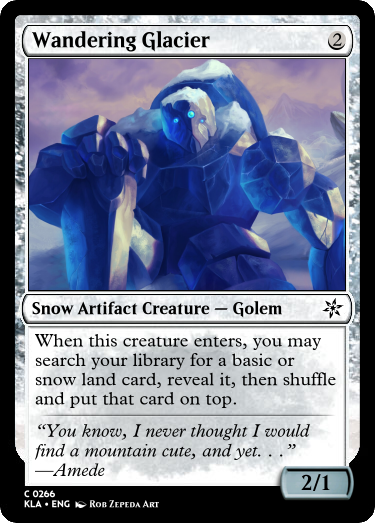 Wandering Glacier 2
Snow Artifact Creature — Golem
When this creature enters, you may
search your library for a basic or
snow land card, reveal it, then shuffle
and put that card on top.
“You know, I never thought I would
find a mountain cute, and yet. . .”
—Amede
2/1
C 0266
KLA • ENG Rob Zepeda Art